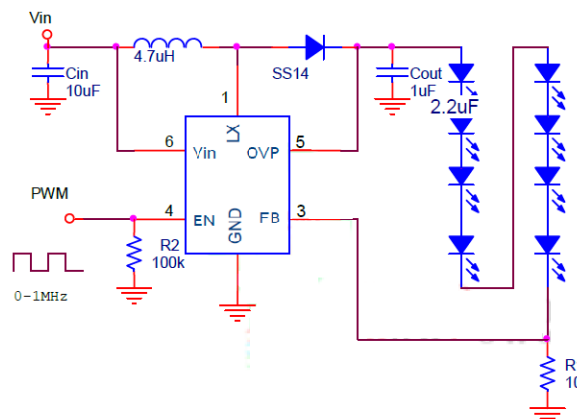 Vin
4.7uH
SS14
Cin
10uF
Cout
1uF
2.2uF
1
LX
6
Vin
OVP
5
PWM
4
EN
GND
FB
3
R2
100k
0-1MHz
R
10